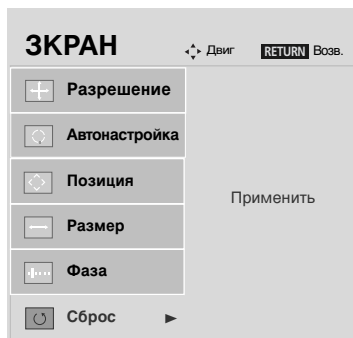 ЗКРАН Двиг RETURN Возв.
Разрешение
Автонастройка
Позиция
Применить
Размер
Фаза
Сброс